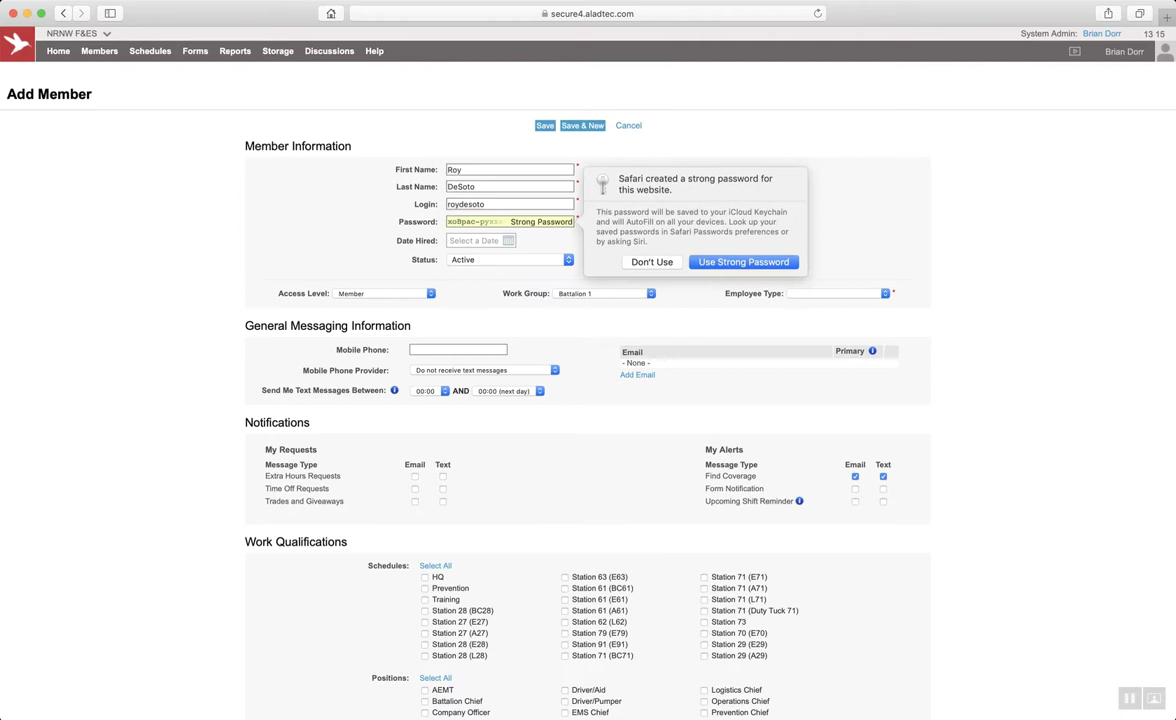 secure4.aladtec.com
NRNW F&ES
System Admin: Brian Dorr 13 15
Home Members Schedules Forms Reports Storage Discussions Help
Brian Dorr
Add Member
Save Save & New Cancel
Member Information
First Name: Roy *
Last Name: DeSoto *
Login: roydesoto *
Password: Strong Password *
Date Hired: Select a Date
Status: Active
Safari created a strong password for
this website.
This password will be saved to your iCloud Keychain
and will AutoFill on all your devices. Look up your
saved passwords in Safari Passwords preferences or
by asking Siri.
Don't Use Use Strong Password
Access Level: Member Work Group: Battalion 1 Employee Type: *
General Messaging Information
Mobile Phone:
Mobile Phone Provider: Do not receive text messages
Send Me Text Messages Between: 00:00 AND 00:00 (next day)
Email Primary
- None -
Add Email
Notifications
My Requests
Message Type Email Text
Extra Hours Requests
Time Off Requests
Trades and Giveaways
My Alerts
Message Type Email Text
Find Coverage
Form Notification
Upcoming Shift Reminder
Work Qualifications
Schedules: Select All
HQ Station 63 (E63) Station 71 (E71)
Prevention Station 61 (BC61) Station 71 (A71)
Training Station 61 (E61) Station 71 (L71)
Station 28 (BC28) Station 61 (A61) Station 71 (Duty Tuck 71)
Station 27 (E27) Station 62 (L62) Station 73
Station 27 (A27) Station 79 (E79) Station 70 (E70)
Station 28 (E28) Station 91 (E91) Station 29 (E29)
Station 28 (L28) Station 71 (BC71) Station 29 (A29)
Positions: Select All
AEMT Driver/Aid Logistics Chief
Battalion Chief Driver/Pumper Operations Chief
Company Officer EMS Chief Prevention Chief